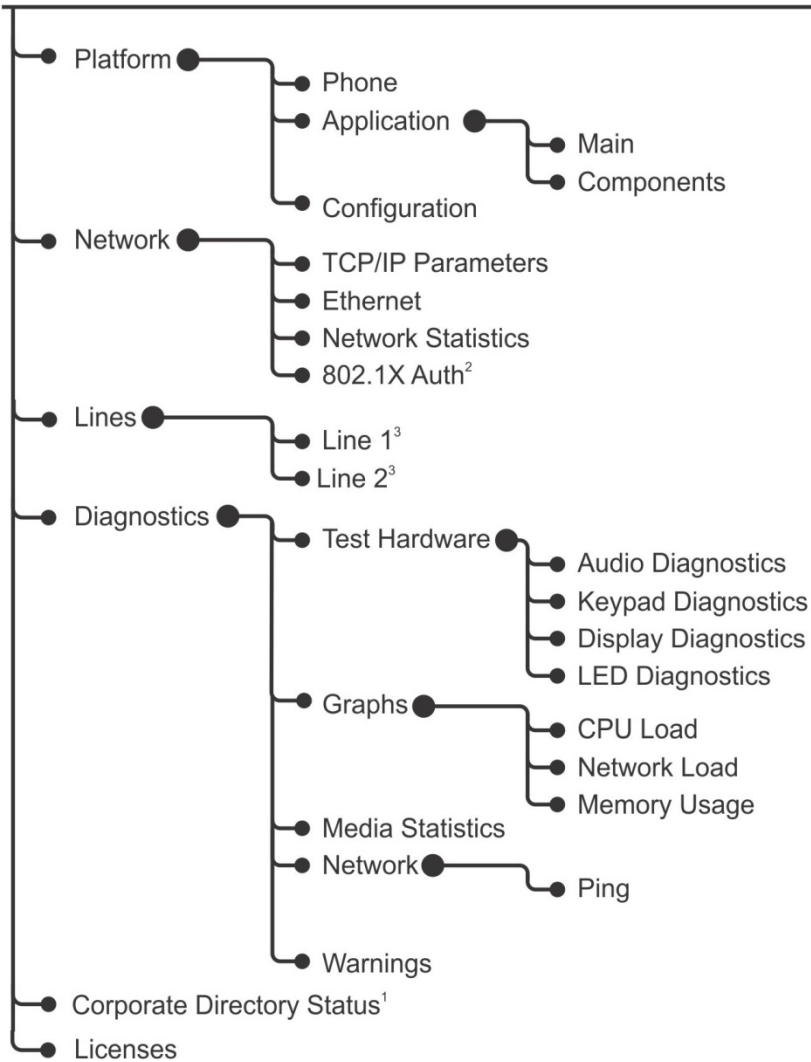 Platform
Phone
Application
Main
Components
Configuration
Network
TCP/IP Parameters
Ethernet
Network Statistics
802.1X Auth²
Lines
Line 1³
Line 2³
Diagnostics
Test Hardware
Audio Diagnostics
Keypad Diagnostics
Display Diagnostics
LED Diagnostics
Graphs
CPU Load
Network Load
Memory Usage
Media Statistics
Network
Ping
Warnings
Corporate Directory Status¹
Licenses